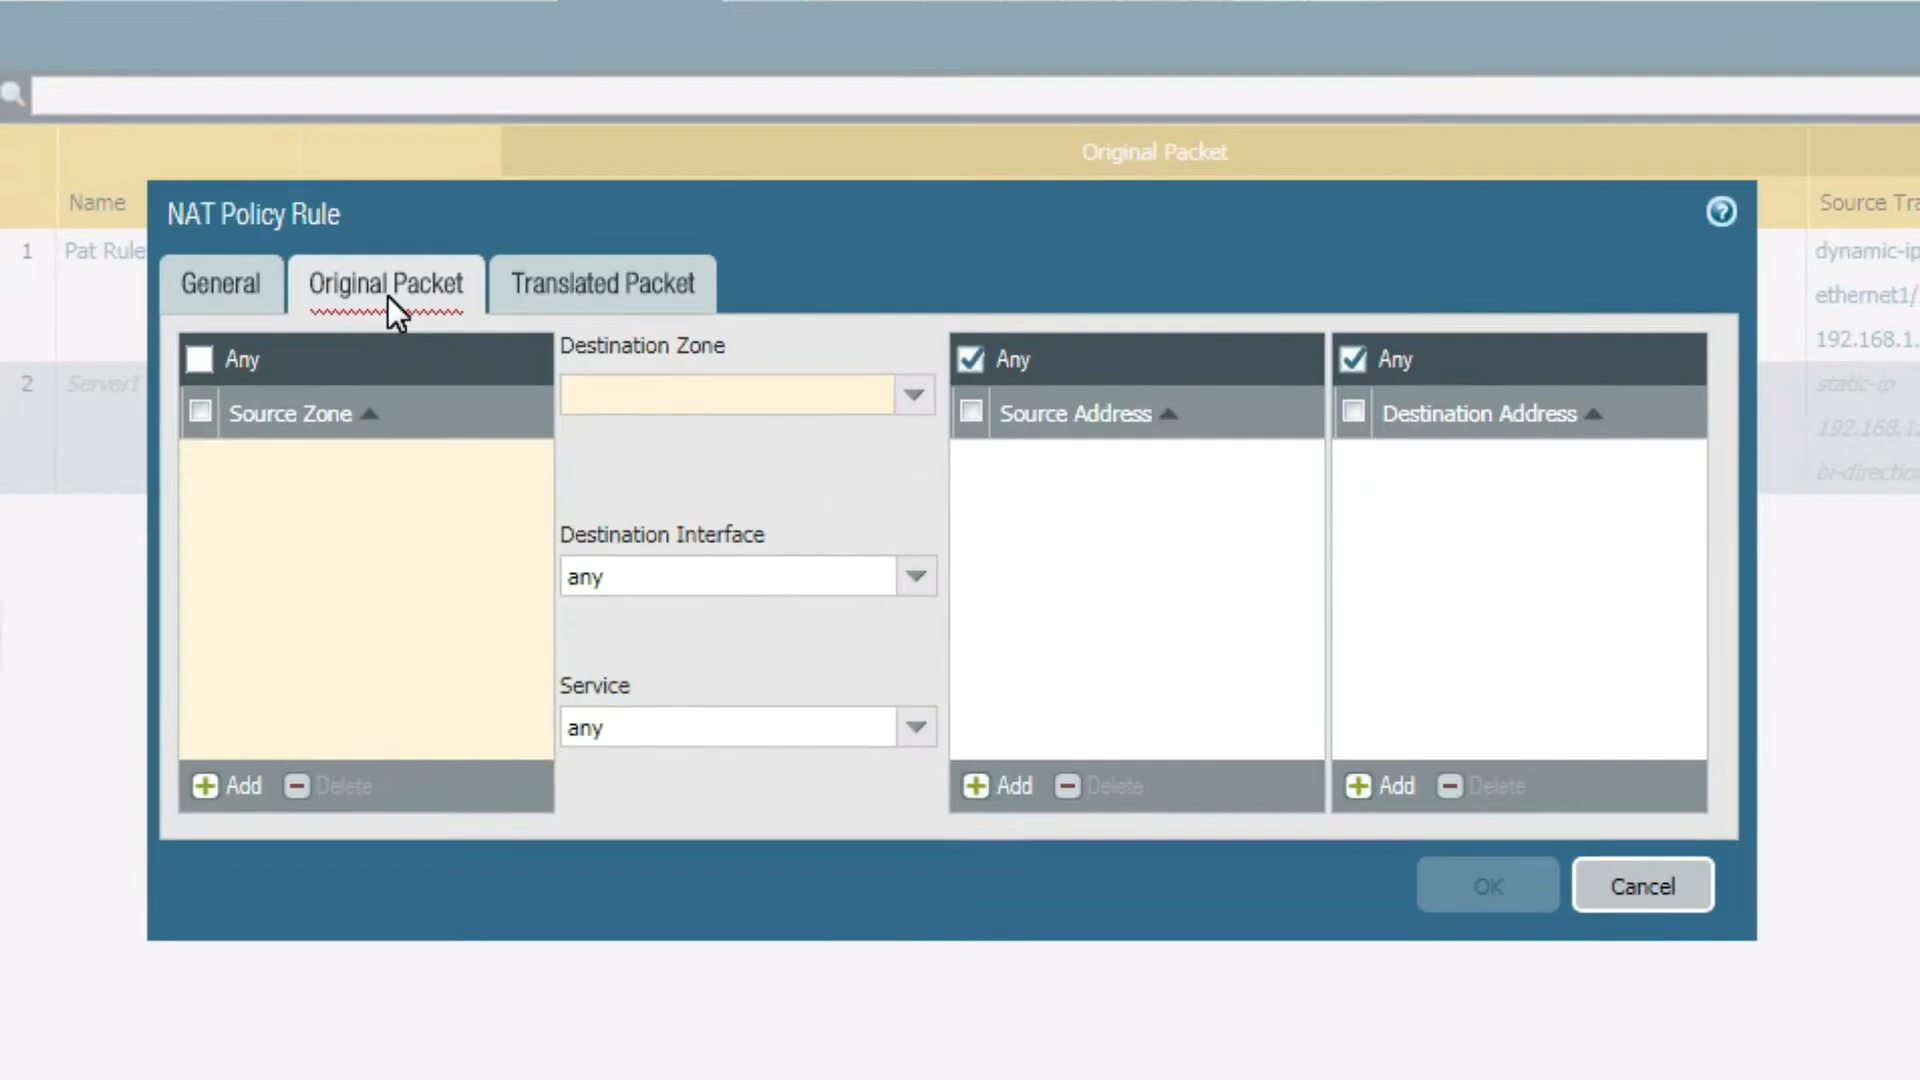 Original Packet
Name
Source Tra
1
Pat Rule
dynamic-ip
ethernet1/
192.168.1.
2
Server1
static-ip
192.168.12
bi-direction
NAT Policy Rule
General
Original Packet
Translated Packet
Any
Source Zone
Add
Delete
Destination Zone
Destination Interface
any
Service
any
Any
Source Address
Add
Delete
Any
Destination Address
Add
Delete
OK
Cancel